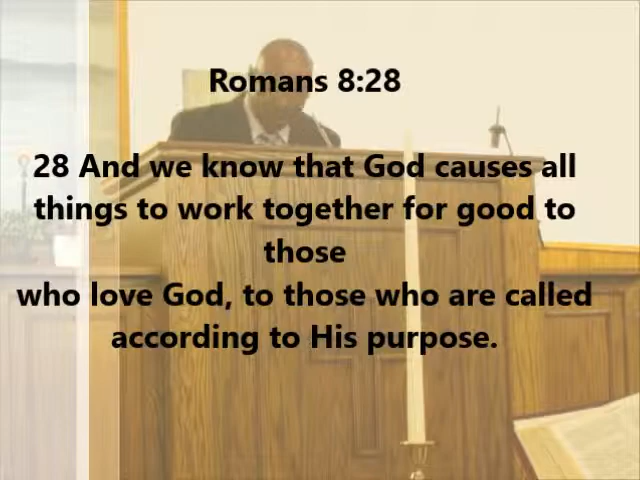 Romans 8:28
28 And we know that God causes all
things to work together for good to
those
who love God, to those who are called
according to His purpose.